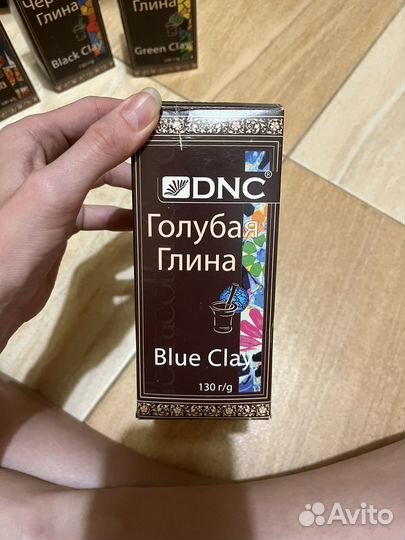 Глина
Black Clay
Глина
Green Clay
DNC®
Голубая
Глина
Blue Clay
130 г/g
Avito